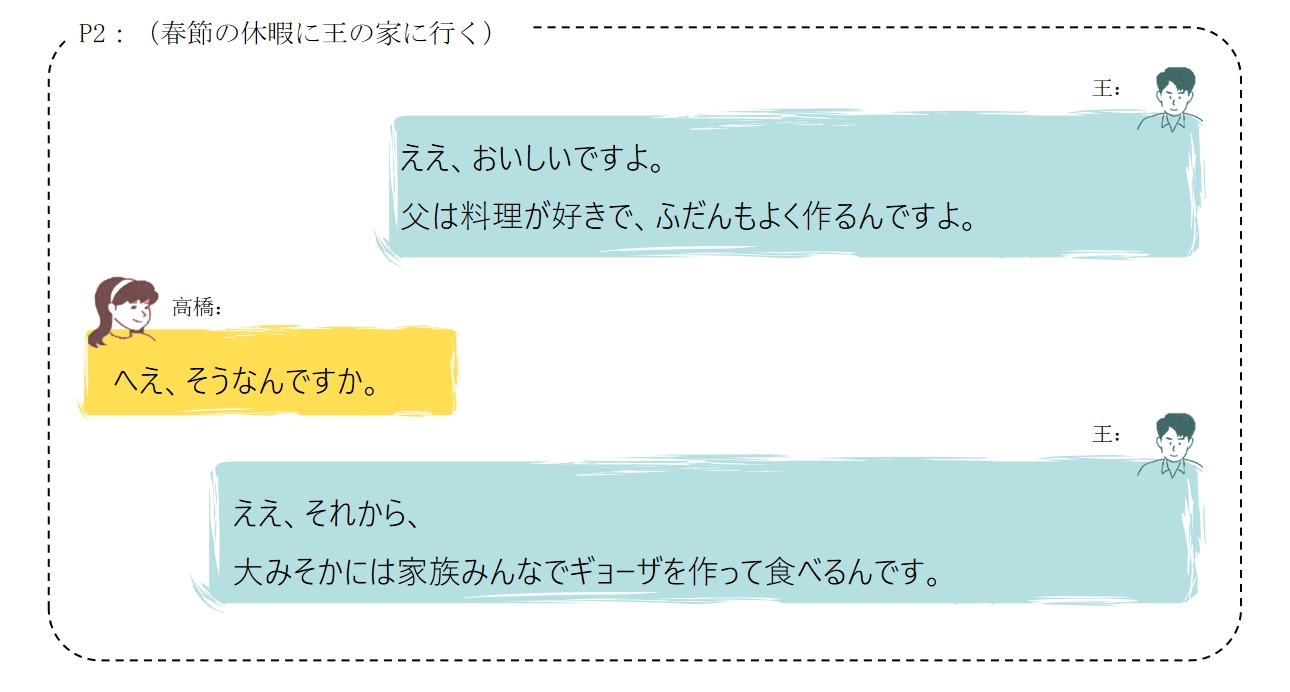 P2：（春節の休暇に王の家に行く）
王:
ええ、おいしいですよ。
父は料理が好きで、ふだんもよく作るんですよ。
高橋:
へえ、そうなんですか。
王:
ええ、それから、
大みそかには家族みんなでギョーザを作って食べるんです。